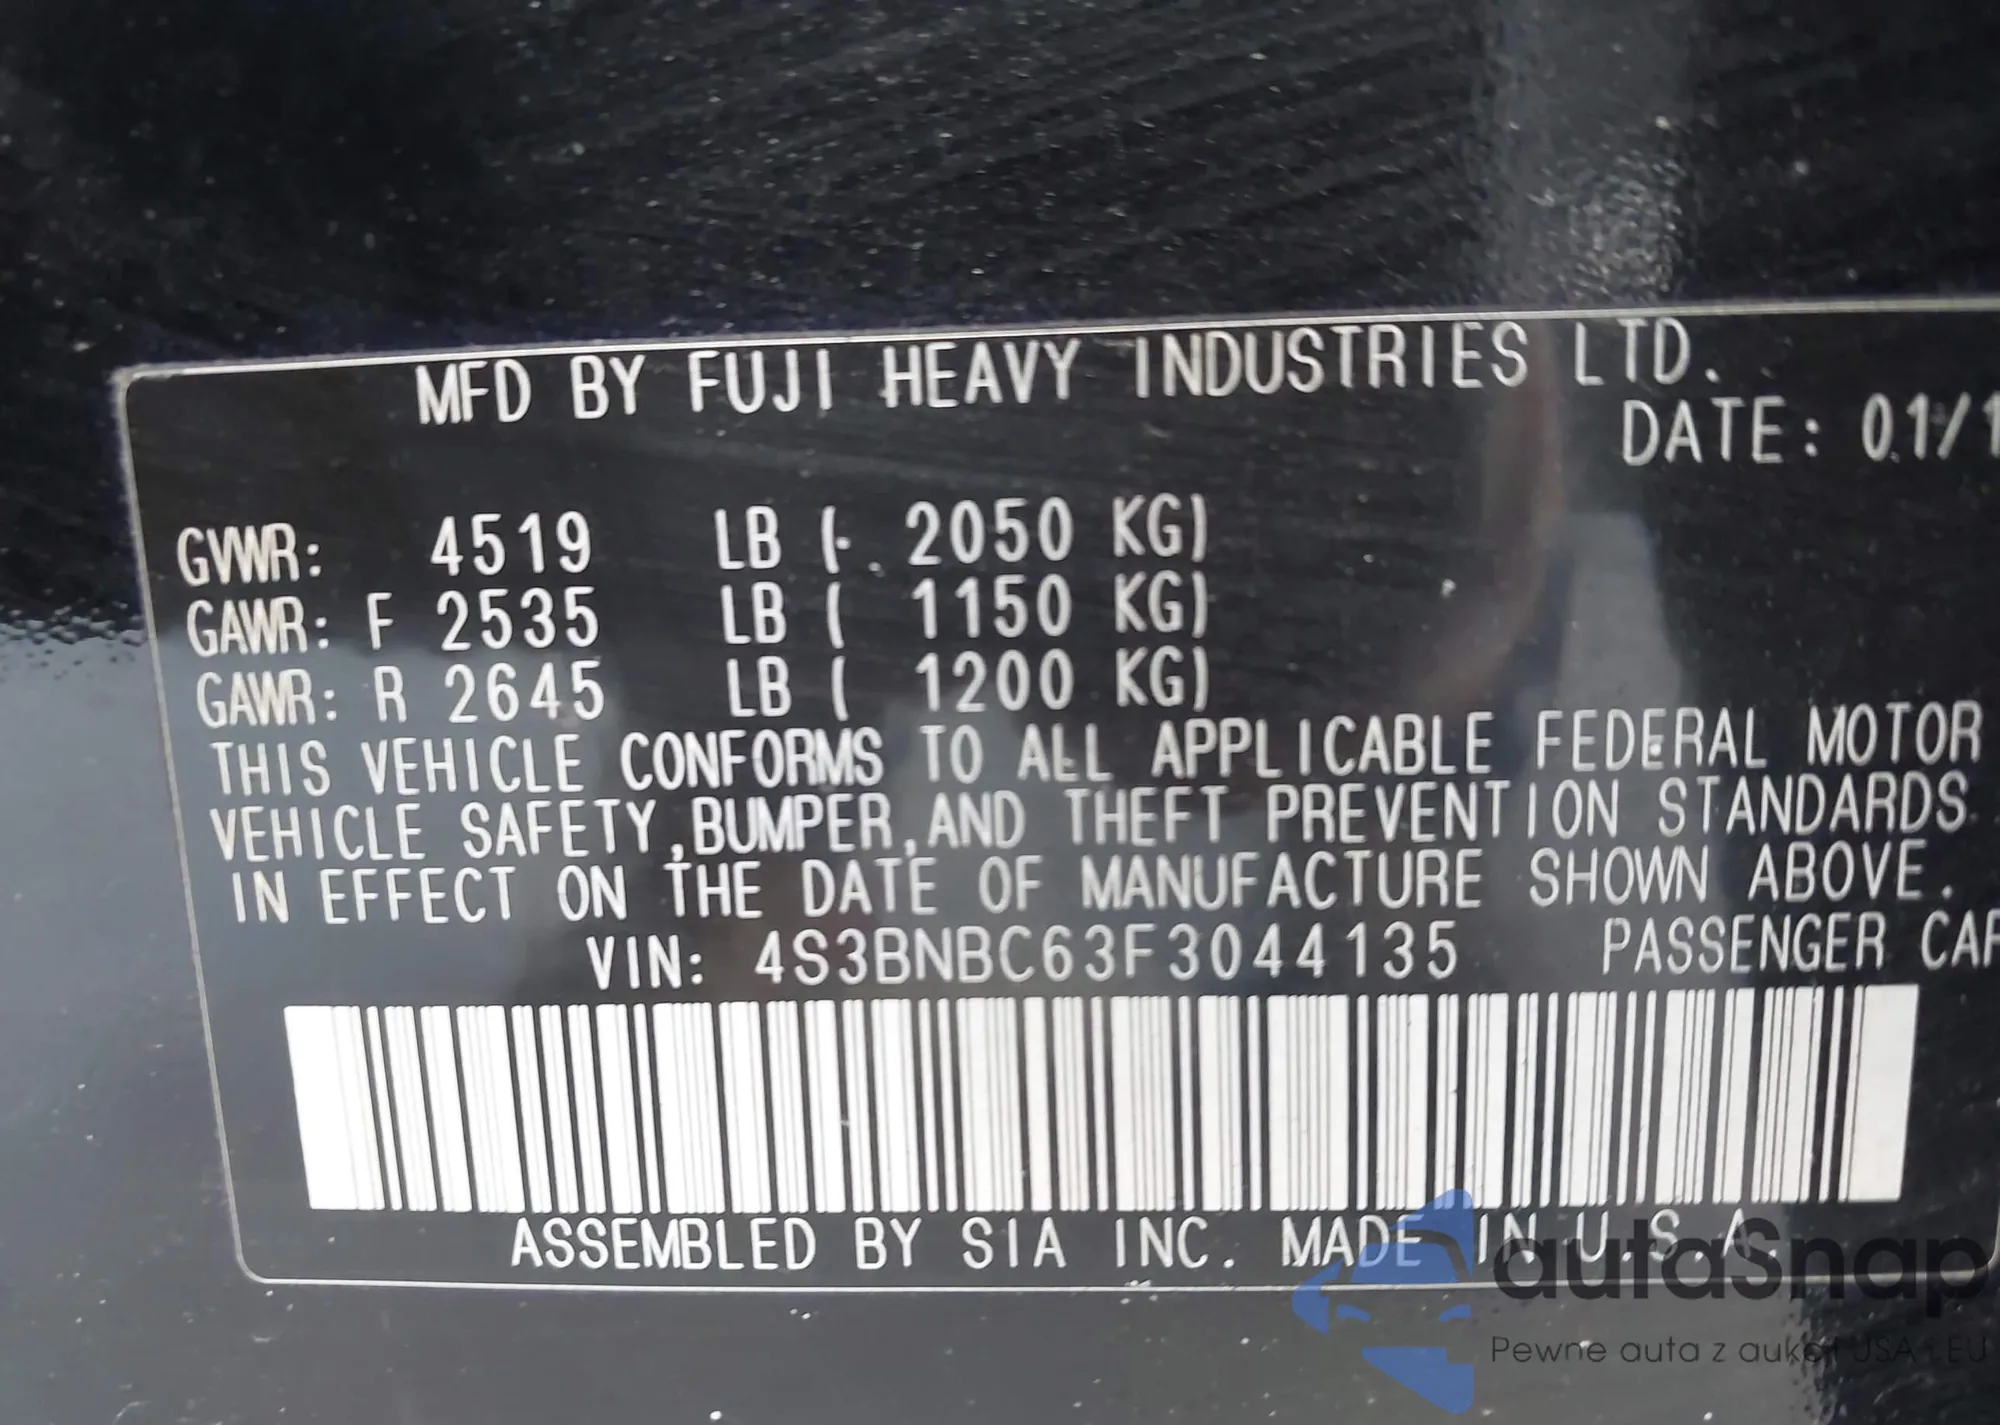 MFD BY FUJI HEAVY INDUSTRIES LTD.
DATE: 01/1
GVWR: 4519 LB ( 2050 KG)
GAWR: F 2535 LB ( 1150 KG)
GAWR: R 2645 LB ( 1200 KG)
THIS VEHICLE CONFORMS TO ALL APPLICABLE FEDERAL MOTOR
VEHICLE SAFETY,BUMPER,AND THEFT PREVENTION STANDARDS
IN EFFECT ON THE DATE OF MANUFACTURE SHOWN ABOVE.
VIN: 4S3BNBC63F3044135 PASSENGER CAR
ASSEMBLED BY SIA INC. MADE IN U.S.A.
autaSnap
Pewne auta z aukcji USA i EU